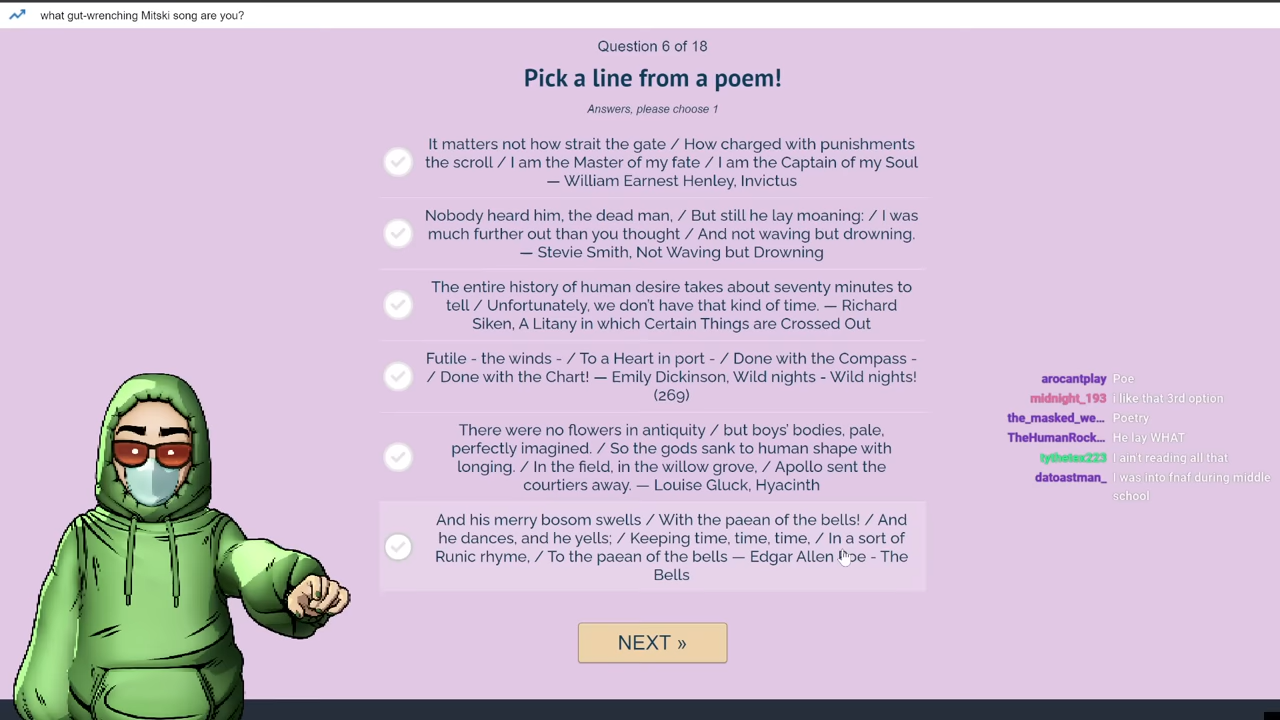 what gut-wrenching Mitski song are you?
Question 6 of 18
Pick a line from a poem!
Answers, please choose 1
It matters not how strait the gate / How charged with punishments
the scroll / I am the Master of my fate / I am the Captain of my Soul
— William Earnest Henley, Invictus
Nobody heard him, the dead man, / But still he lay moaning: / I was
much further out than you thought / And not waving but drowning.
— Stevie Smith, Not Waving but Drowning
The entire history of human desire takes about seventy minutes to
tell / Unfortunately, we don't have that kind of time. — Richard
Siken, A Litany in which Certain Things are Crossed Out
Futile - the winds - / To a Heart in port - / Done with the Compass -
/ Done with the Chart! — Emily Dickinson, Wild nights - Wild nights!
(269)
There were no flowers in antiquity / but boys' bodies, pale,
perfectly imagined. / So the gods sank to human shape with
longing. / In the field, in the willow grove, / Apollo sent the
courtiers away. — Louise Gluck, Hyacinth
And his merry bosom swells / With the paean of the bells! / And
he dances, and he yells; / Keeping time, time, time, / In a sort of
Runic rhyme, / To the paean of the bells — Edgar Allen Poe - The
Bells
NEXT »
arocantplay Poe
midnight_193 i like that 3rd option
the_masked_we... Poetry
TheHumanRock... He lay WHAT
tythetex223 I ain't reading all that
datoastman_ I was into fnaf during middle
school